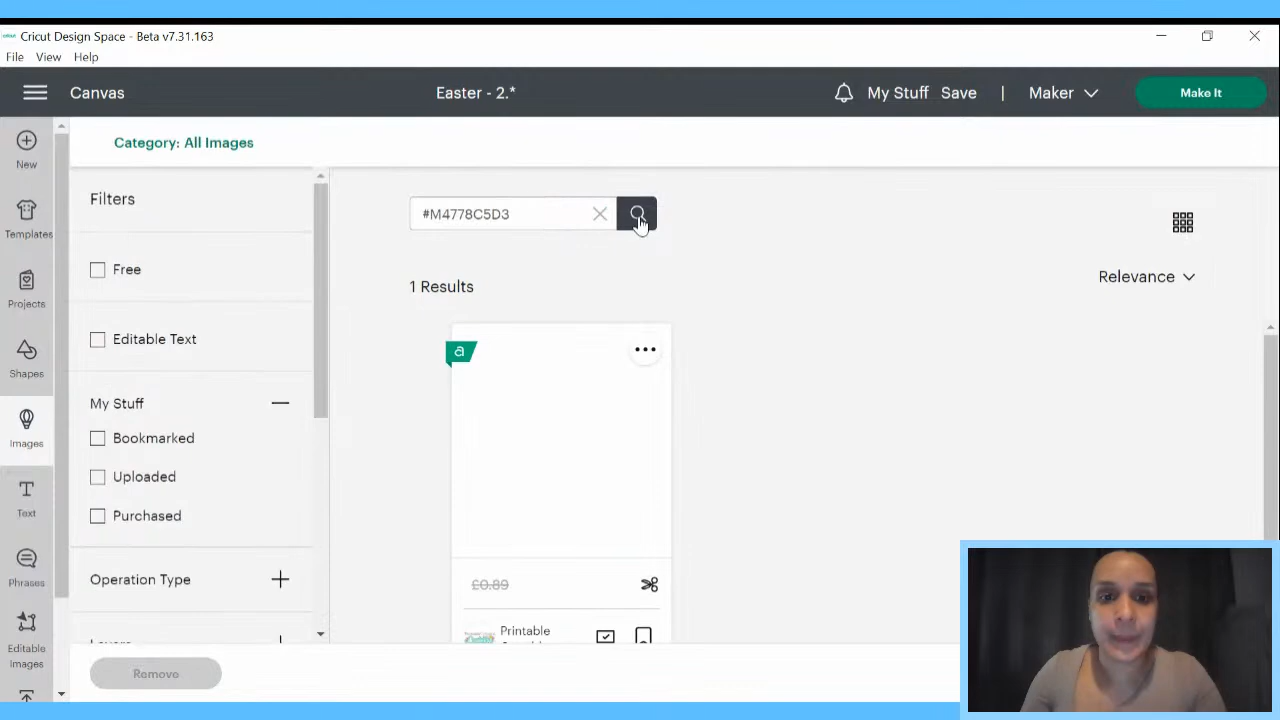 Cricut Design Space - Beta v7.31.163
File View Help
Canvas
Easter - 2.*
My Stuff Save | Maker
Make It
Category: All Images
New
Templates
Projects
Shapes
Images
Text
Phrases
Editable
Images
Filters
Free
Editable Text
My Stuff
Bookmarked
Uploaded
Purchased
Operation Type
Layers
Remove
#M4778C5D3
1 Results
Relevance
a
£0.89
Printable